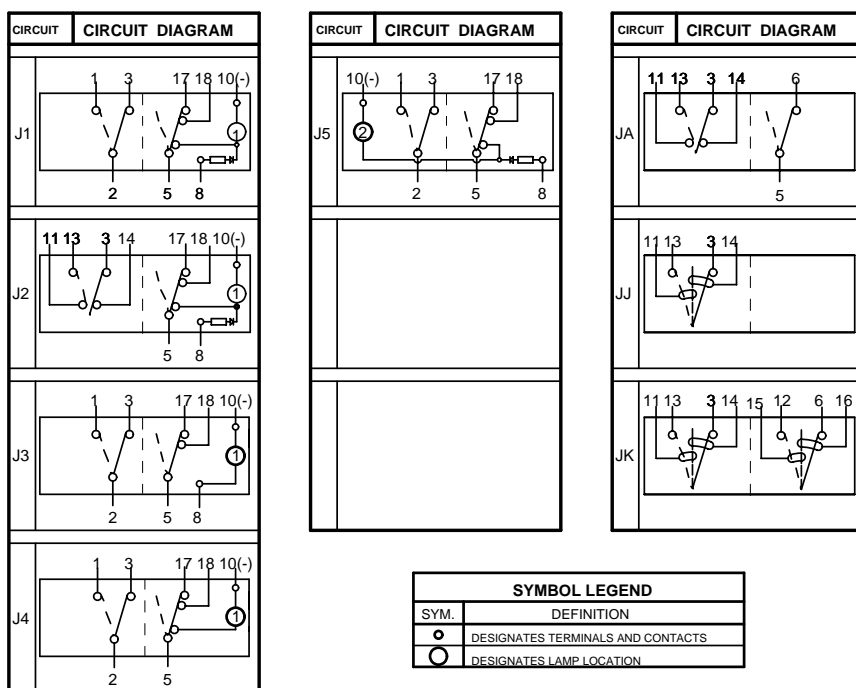 CIRCUIT CIRCUIT DIAGRAM
J1
1 3 17 18 10(-)
1
2 5 8
J2
11 13 3 14 17 18 10(-)
1
5 8
J3
1 3 17 18 10(-)
1
2 5 8
J4
1 3 17 18 10(-)
1
2 5
CIRCUIT CIRCUIT DIAGRAM
J5
10(-) 1 3 17 18
2
2 5 8
CIRCUIT CIRCUIT DIAGRAM
JA
11 13 3 14 6
5
JJ
11 13 3 14
JK
11 13 3 14 15 12 6 16
SYMBOL LEGEND
SYM. DEFINITION
DESIGNATES TERMINALS AND CONTACTS
DESIGNATES LAMP LOCATION